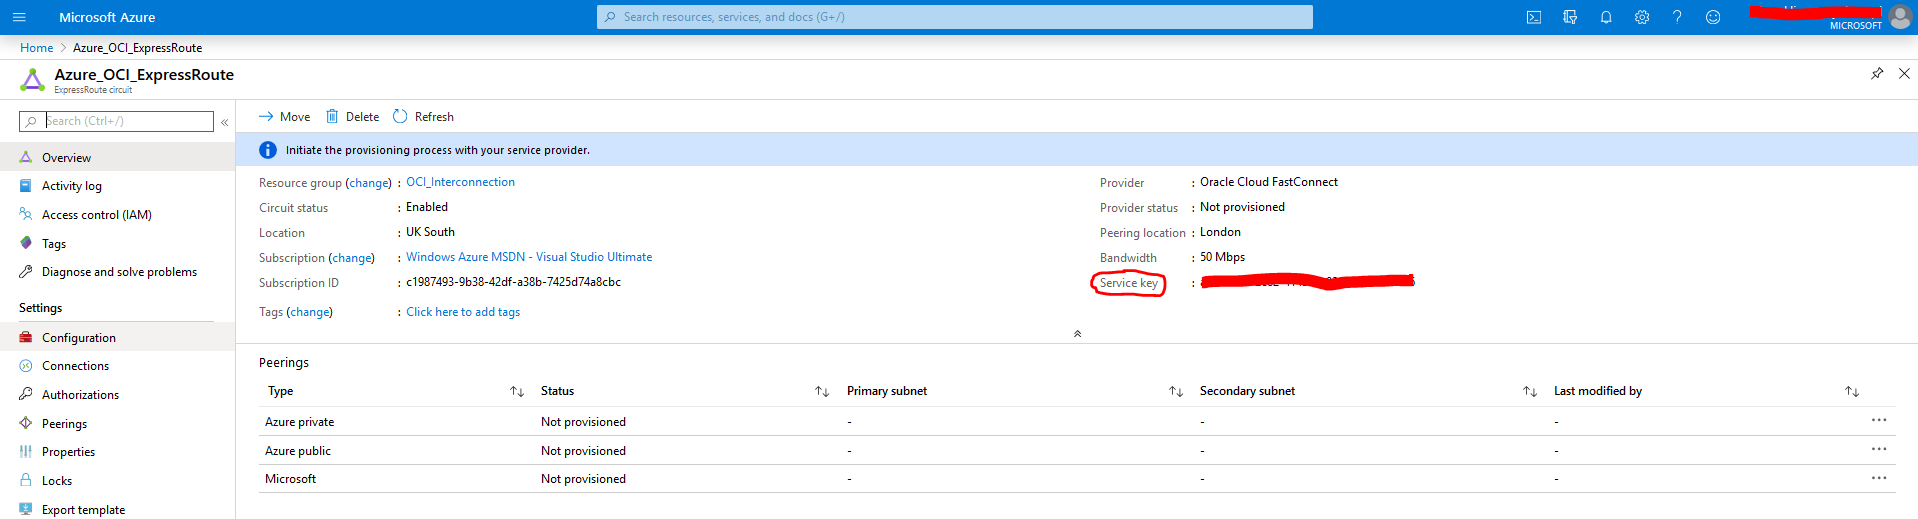 Microsoft Azure
Search resources, services, and docs (G+/)
MICROSOFT
Home > Azure_OCI_ExpressRoute
Azure_OCI_ExpressRoute
ExpressRoute circuit
Search (Ctrl+/)
«
Overview
Activity log
Access control (IAM)
Tags
Diagnose and solve problems
Settings
Configuration
Connections
Authorizations
Peerings
Properties
Locks
Export template
Move Delete Refresh
Initiate the provisioning process with your service provider.
Resource group (change) : OCI_Interconnection
Circuit status : Enabled
Location : UK South
Subscription (change) : Windows Azure MSDN - Visual Studio Ultimate
Subscription ID : c1987493-9b38-42df-a38b-7425d74a8cbc
Tags (change) : Click here to add tags
Provider : Oracle Cloud FastConnect
Provider status : Not provisioned
Peering location : London
Bandwidth : 50 Mbps
Service key :
Peerings
Type Status Primary subnet Secondary subnet Last modified by
Azure private Not provisioned - - - ...
Azure public Not provisioned - - - ...
Microsoft Not provisioned - - - ...